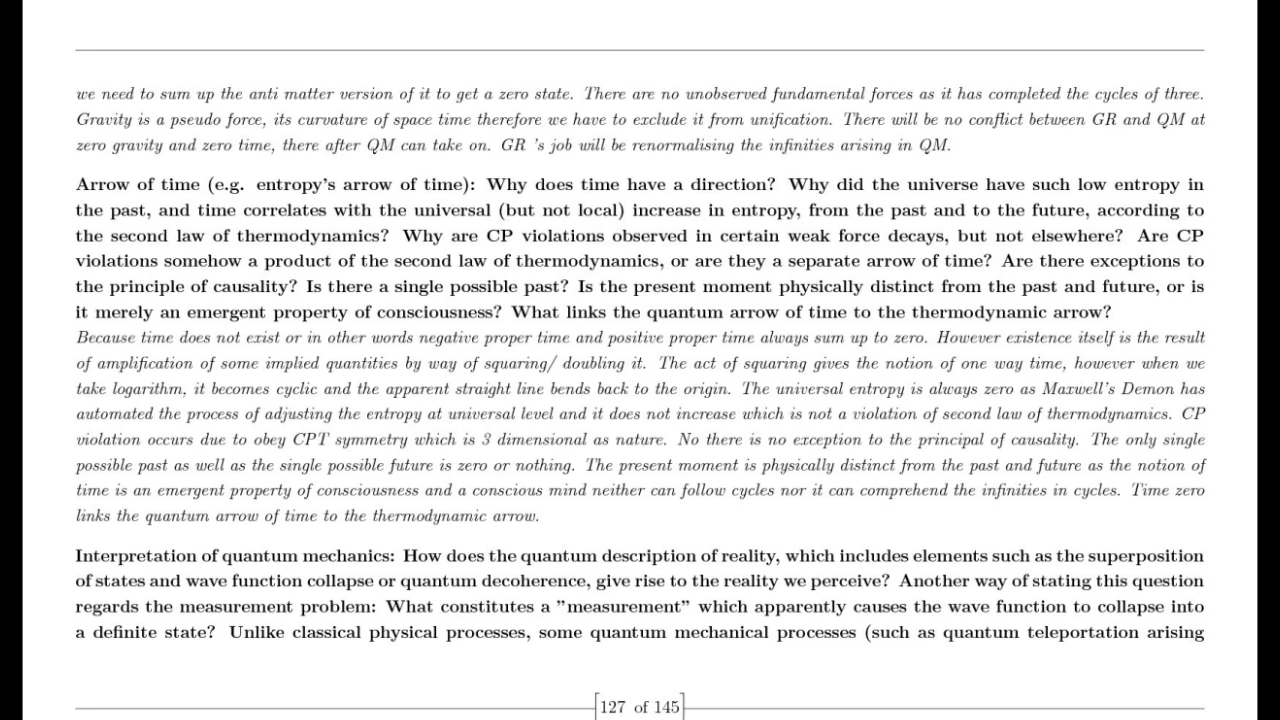 we need to sum up the anti matter version of it to get a zero state. There are no unobserved fundamental forces as it has completed the cycles of three.
Gravity is a pseudo force, its curvature of space time therefore we have to exclude it from unification. There will be no conflict between GR and QM at
zero gravity and zero time, there after QM can take on. GR 's job will be renormalising the infinities arising in QM.
Arrow of time (e.g. entropy's arrow of time): Why does time have a direction? Why did the universe have such low entropy in
the past, and time correlates with the universal (but not local) increase in entropy, from the past and to the future, according to
the second law of thermodynamics? Why are CP violations observed in certain weak force decays, but not elsewhere? Are CP
violations somehow a product of the second law of thermodynamics, or are they a separate arrow of time? Are there exceptions to
the principle of causality? Is there a single possible past? Is the present moment physically distinct from the past and future, or is
it merely an emergent property of consciousness? What links the quantum arrow of time to the thermodynamic arrow?
Because time does not exist or in other words negative proper time and positive proper time always sum up to zero. However existence itself is the result
of amplification of some implied quantities by way of squaring/ doubling it. The act of squaring gives the notion of one way time, however when we
take logarithm, it becomes cyclic and the apparent straight line bends back to the origin. The universal entropy is always zero as Maxwell's Demon has
automated the process of adjusting the entropy at universal level and it does not increase which is not a violation of second law of thermodynamics. CP
violation occurs due to obey CPT symmetry which is 3 dimensional as nature. No there is no exception to the principal of causality. The only single
possible past as well as the single possible future is zero or nothing. The present moment is physically distinct from the past and future as the notion of
time is an emergent property of consciousness and a conscious mind neither can follow cycles nor it can comprehend the infinities in cycles. Time zero
links the quantum arrow of time to the thermodynamic arrow.
Interpretation of quantum mechanics: How does the quantum description of reality, which includes elements such as the superposition
of states and wave function collapse or quantum decoherence, give rise to the reality we perceive? Another way of stating this question
regards the measurement problem: What constitutes a ”measurement” which apparently causes the wave function to collapse into
a definite state? Unlike classical physical processes, some quantum mechanical processes (such as quantum teleportation arising
127 of 145